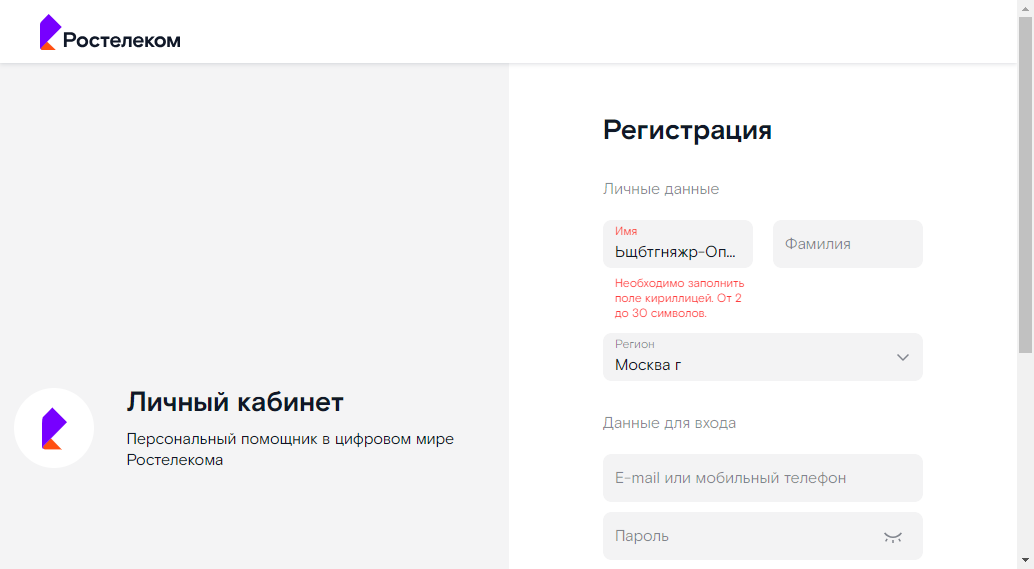 Ростелеком
Регистрация
Личные данные
Имя
Ьщбтгняжр-Оп...
Фамилия
Необходимо заполнить
поле кириллицей. От 2
до 30 символов.
Регион
Москва г
Личный кабинет
Персональный помощник в цифровом мире
Ростелекома
Данные для входа
E-mail или мобильный телефон
Пароль